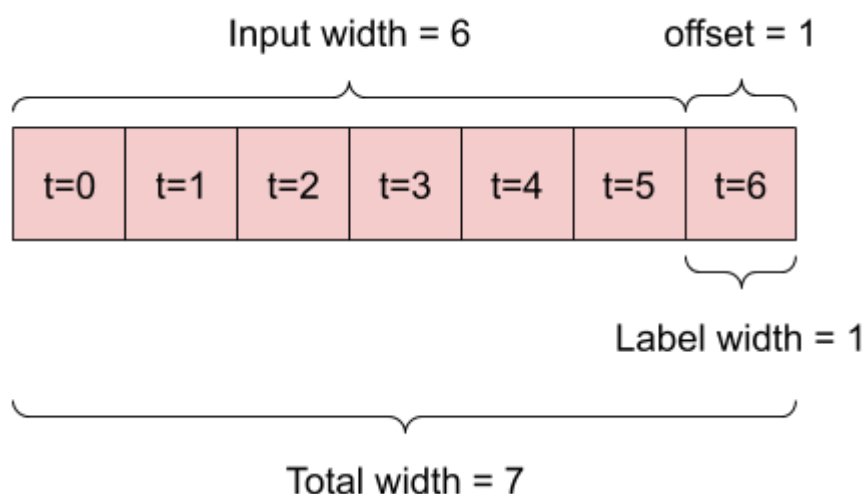 Input width = 6 offset = 1
t=0 t=1 t=2 t=3 t=4 t=5 t=6
Label width = 1
Total width = 7